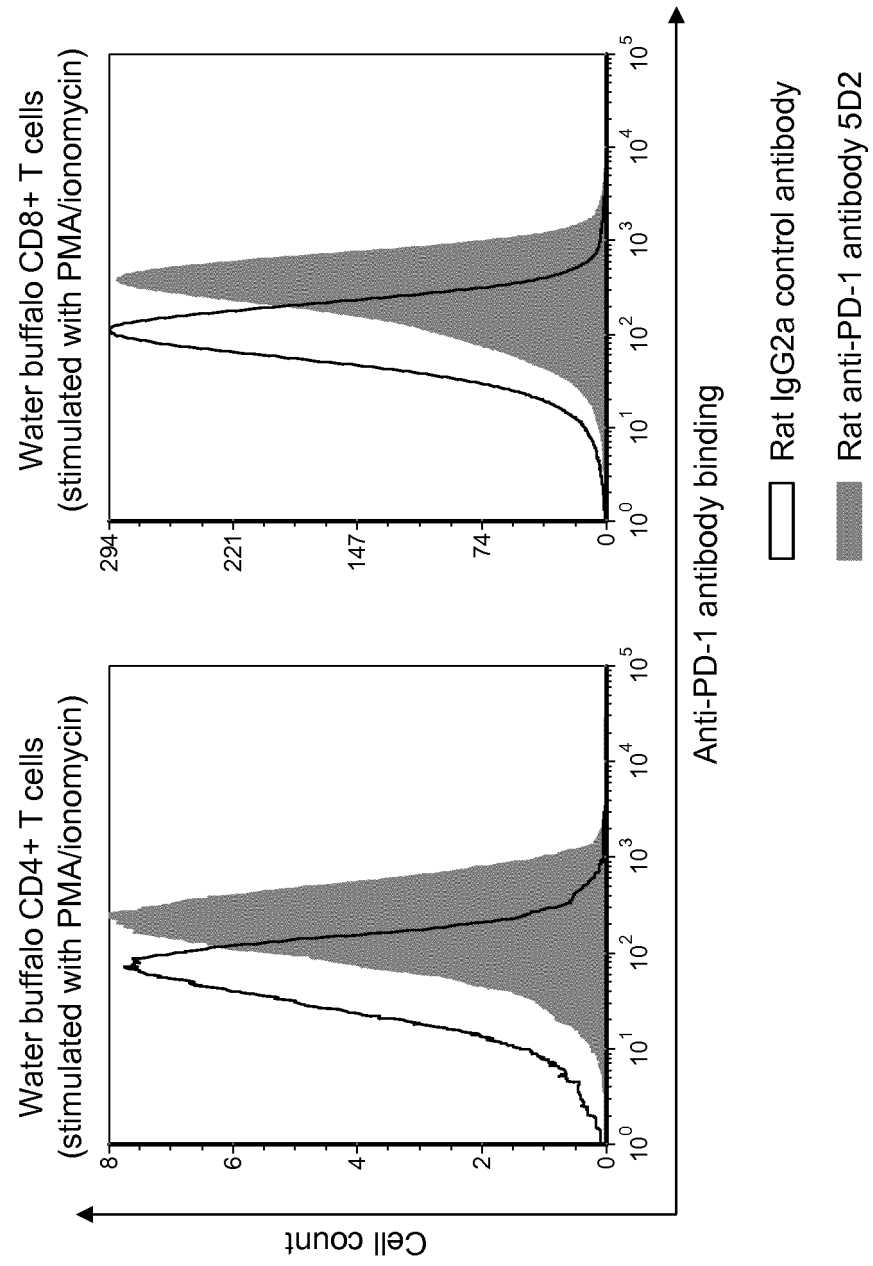 Water buffalo CD4+ T cells
(stimulated with PMA/ionomycin)
8
6
4
2
0
10^0
10^1
10^2
10^3
10^4
10^5
Water buffalo CD8+ T cells
(stimulated with PMA/ionomycin)
294
221
147
74
0
10^0
10^1
10^2
10^3
10^4
10^5
Cell count
Anti-PD-1 antibody binding
Rat IgG2a control antibody
Rat anti-PD-1 antibody 5D2